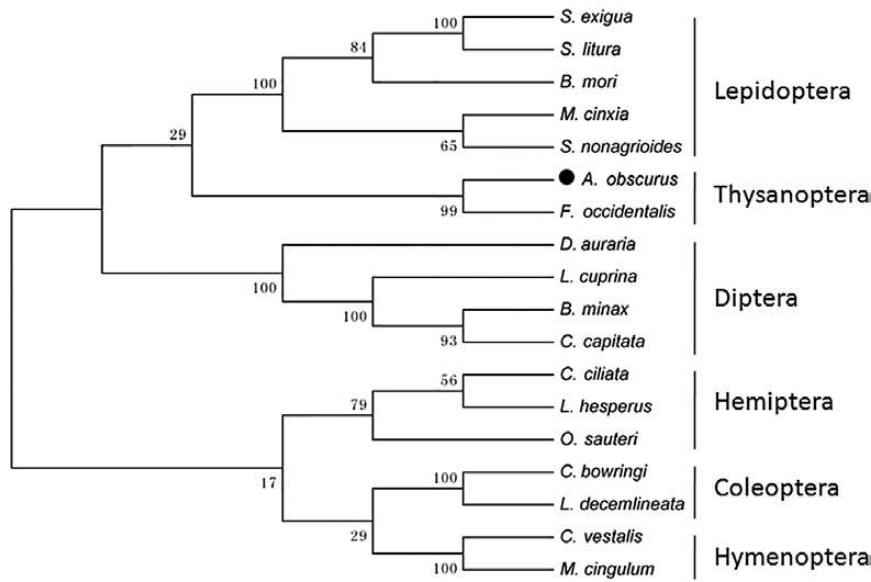 S. exigua
100
S. litura
84
B. mori
100
Lepidoptera
M. cinxia
29
65
S. nonagrioides
A. obscurus
Thysanoptera
99
F. occidentalis
D. auraria
L. cuprina
100
Diptera
B. minax
100
93
C. capitata
C. ciliata
56
79
L. hesperus
Hemiptera
O. sauteri
17
C. bowringi
100
Coleoptera
L. decemlineata
C. vestalis
29
Hymenoptera
100
M. cingulum